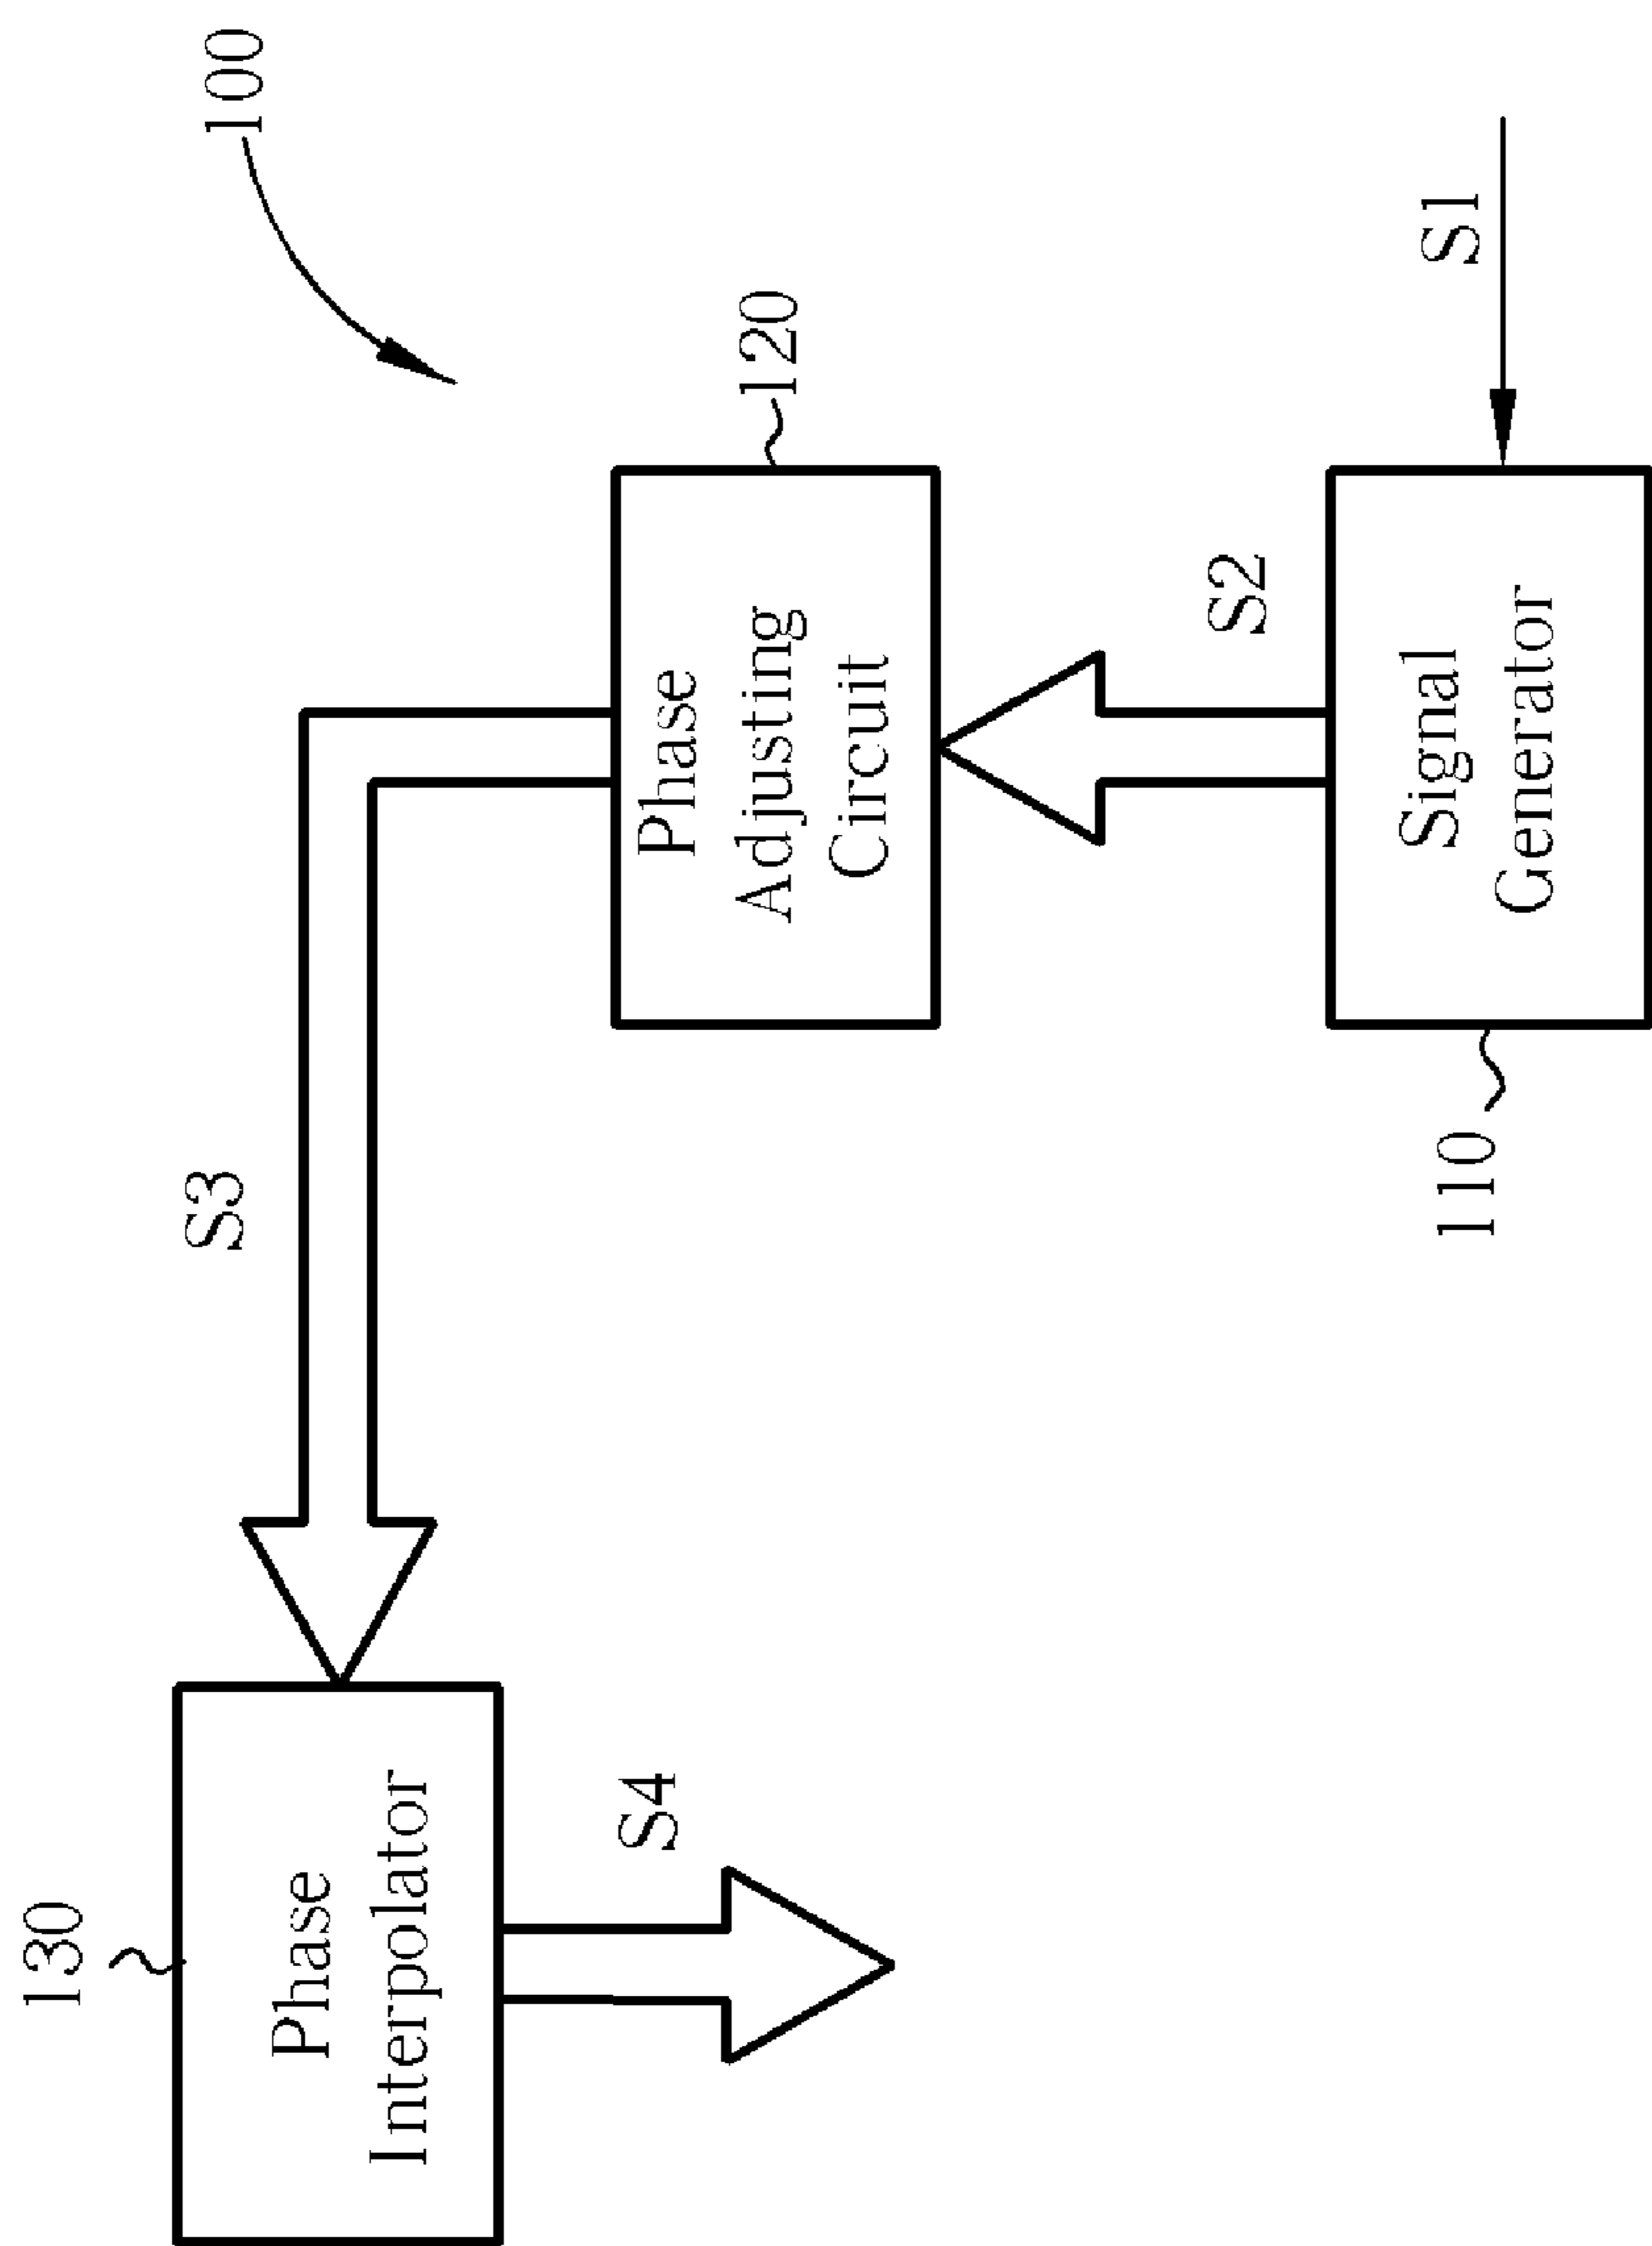 100
120
Phase
Adjusting
Circuit
S1
S2
Signal
Generator
110
S3
130
Phase
Interpolator
S4